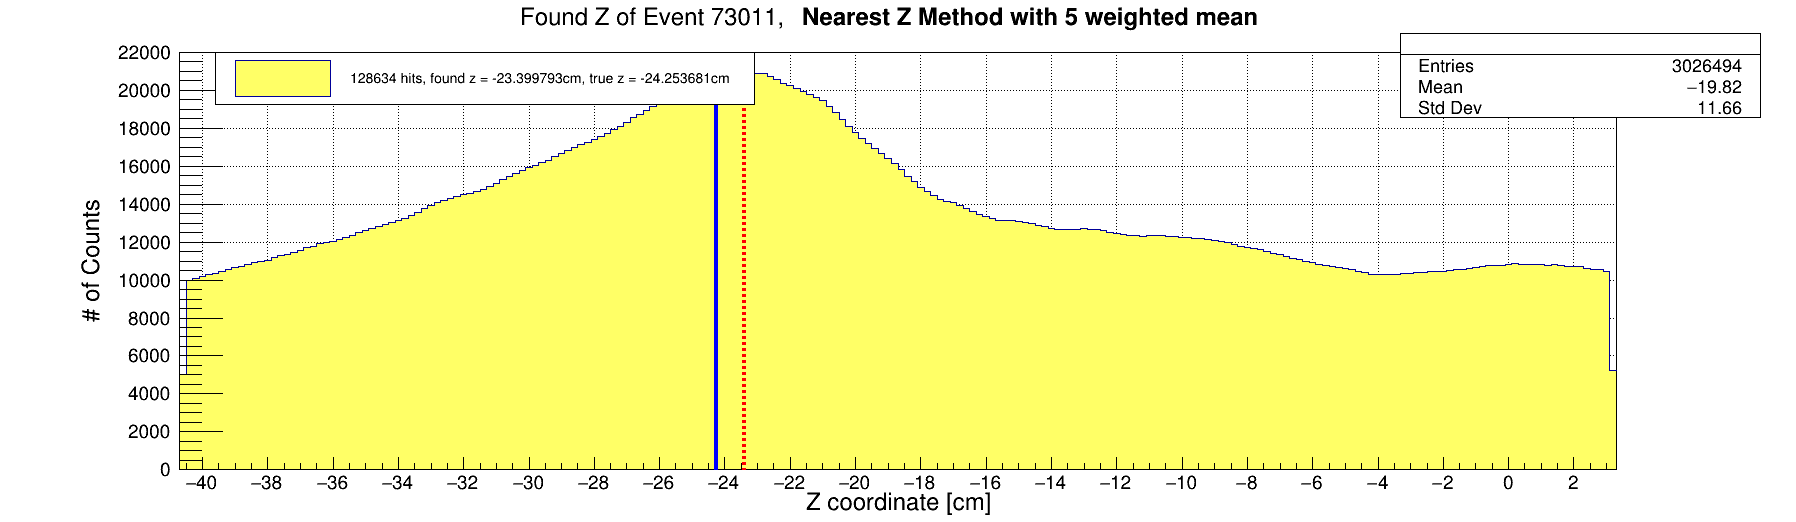 Found Z of Event 73011, Nearest Z Method with 5 weighted mean
128634 hits, found z = -23.399793cm, true z = -24.253681cm
Entries 3026494
Mean −19.82
Std Dev 11.66
# of Counts
22000
20000
18000
16000
14000
12000
10000
8000
6000
4000
2000
0
−40 −38 −36 −34 −32 −30 −28 −26 −24 −22 −20 −18 −16 −14 −12 −10 −8 −6 −4 −2 0 2
Z coordinate [cm]